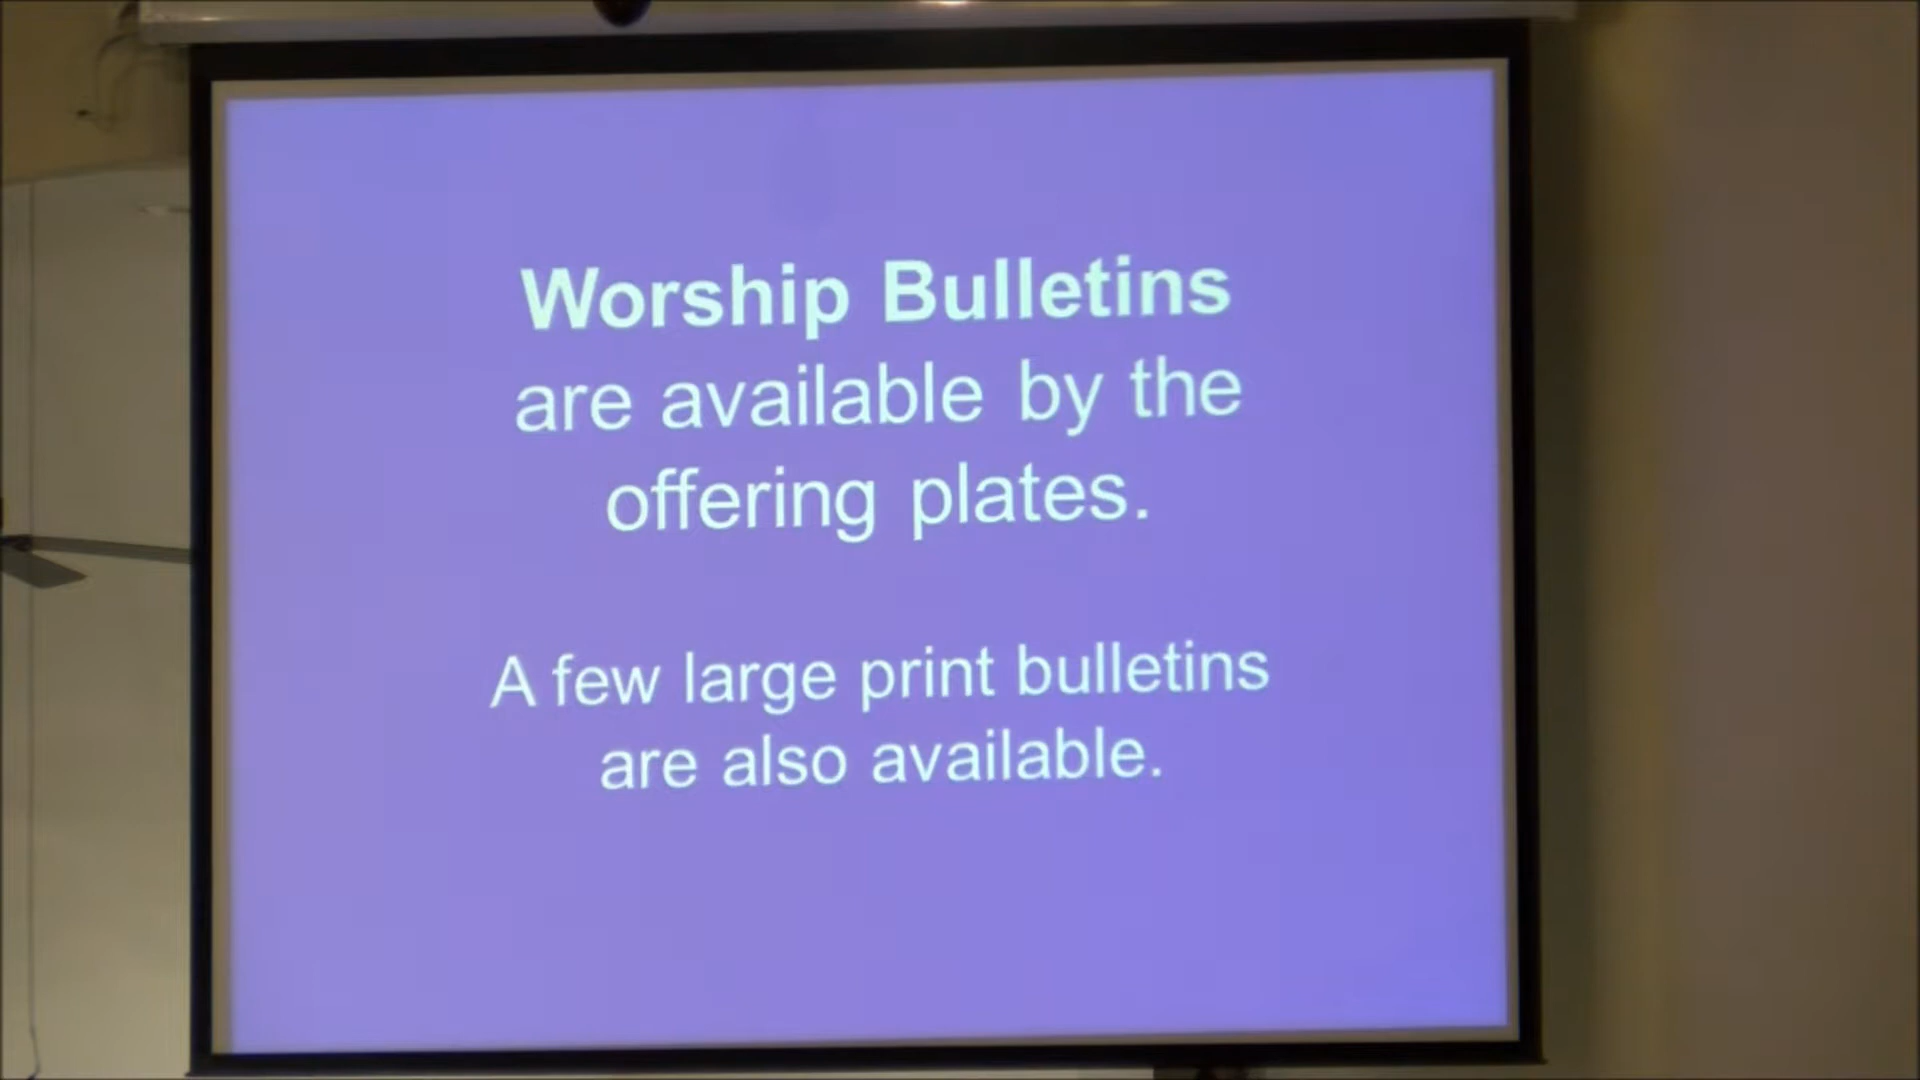 Worship Bulletins
are available by the
offering plates.
A few large print bulletins
are also available.